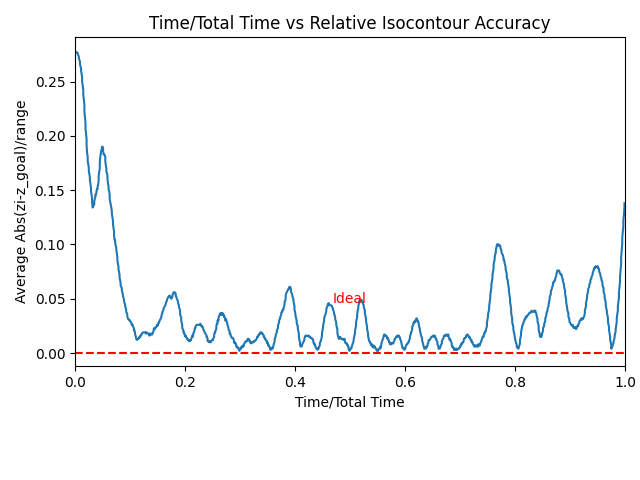 Time/Total Time vs Relative Isocontour Accuracy
Average Abs(zi-z_goal)/range
0.25
0.20
0.15
0.10
0.05
0.00
Ideal
0.0 0.2 0.4 0.6 0.8 1.0
Time/Total Time